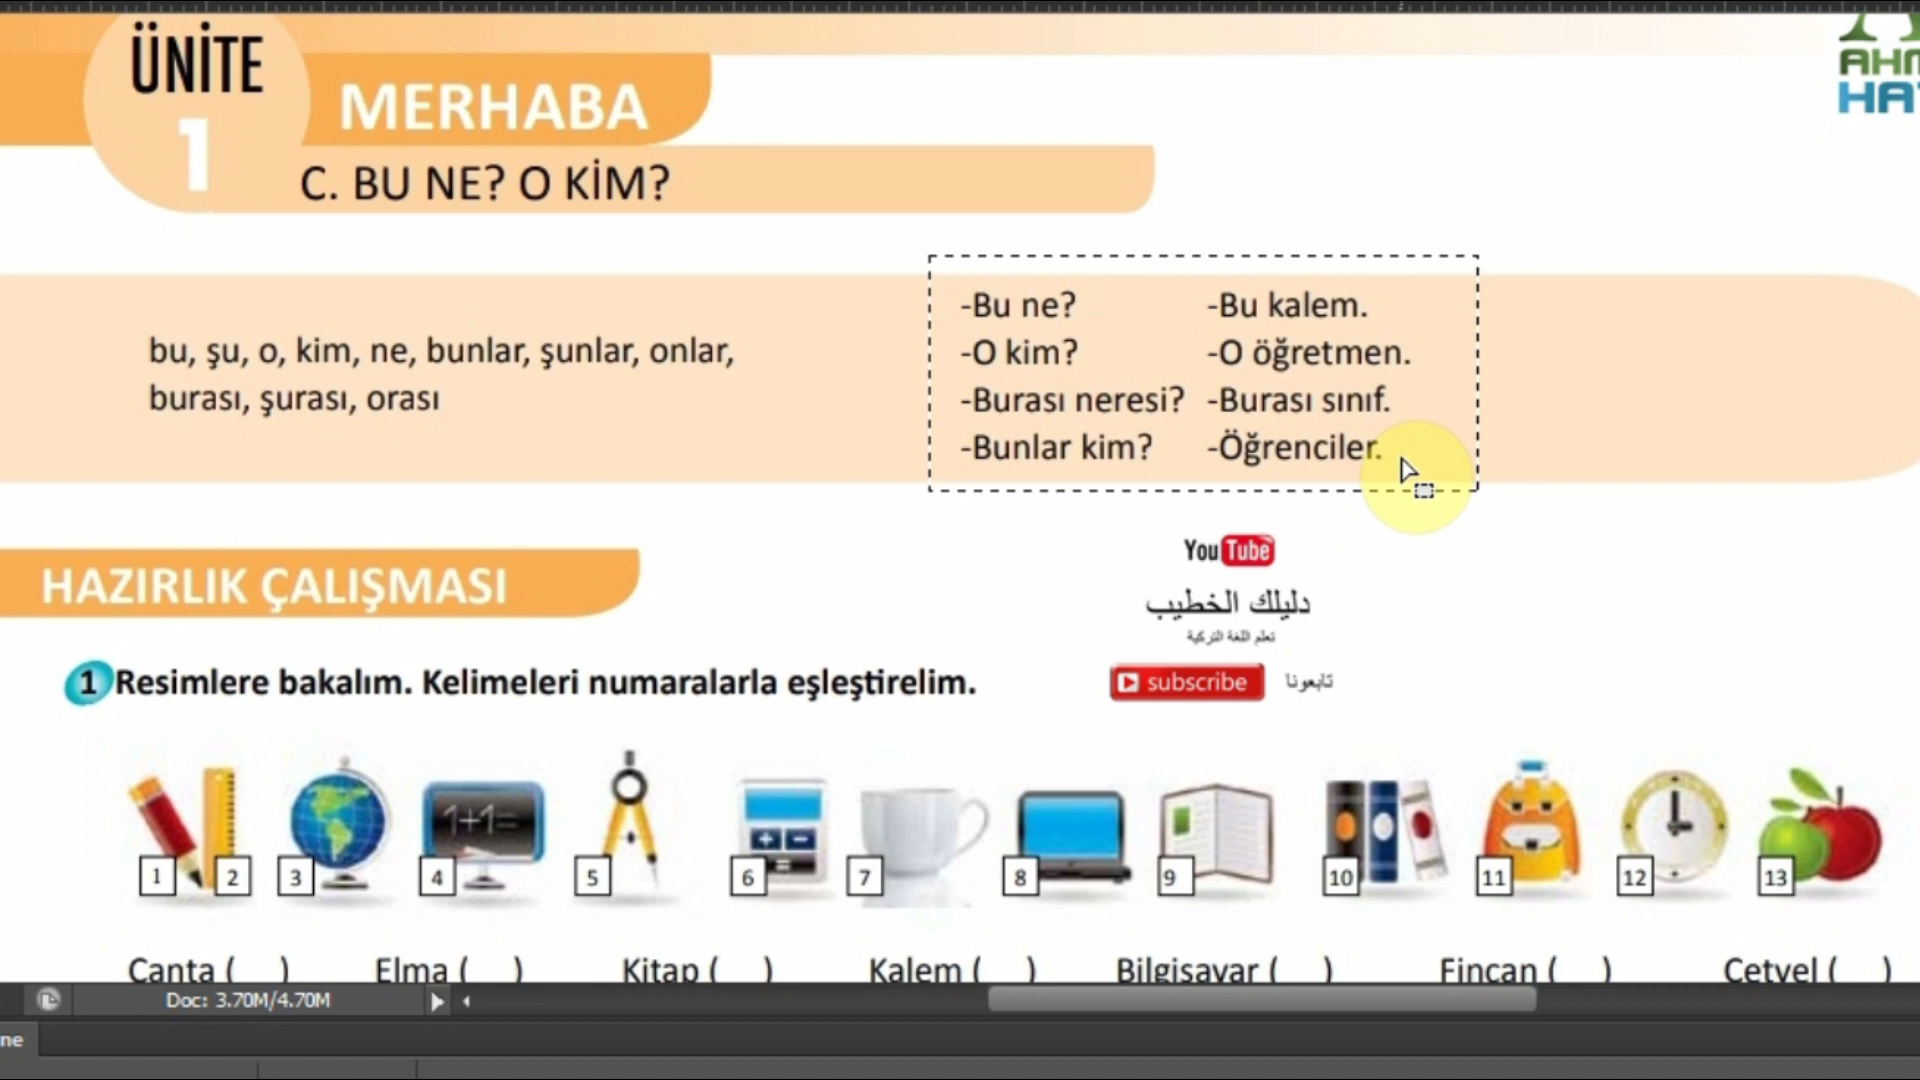 ÜNİTE
1
MERHABA
C. BU NE? O KİM?
bu, şu, o, kim, ne, bunlar, şunlar, onlar,
burası, şurası, orası
-Bu ne? -Bu kalem.
-O kim? -O öğretmen.
-Burası neresi? -Burası sınıf.
-Bunlar kim? -Öğrenciler.
YouTube
دليلك الخطيب
تعلم اللغة التركية
subscribe تابعونا
HAZIRLIK ÇALIŞMASI
1 Resimlere bakalım. Kelimeleri numaralarla eşleştirelim.
1+1=
1 2 3 4 5 6 7 8 9 10 11 12 13
Çanta ( ) Elma ( ) Kitap ( ) Kalem ( ) Bilgisayar ( ) Fincan ( ) Cetvel ( )
Doc: 3.70M/4.70M